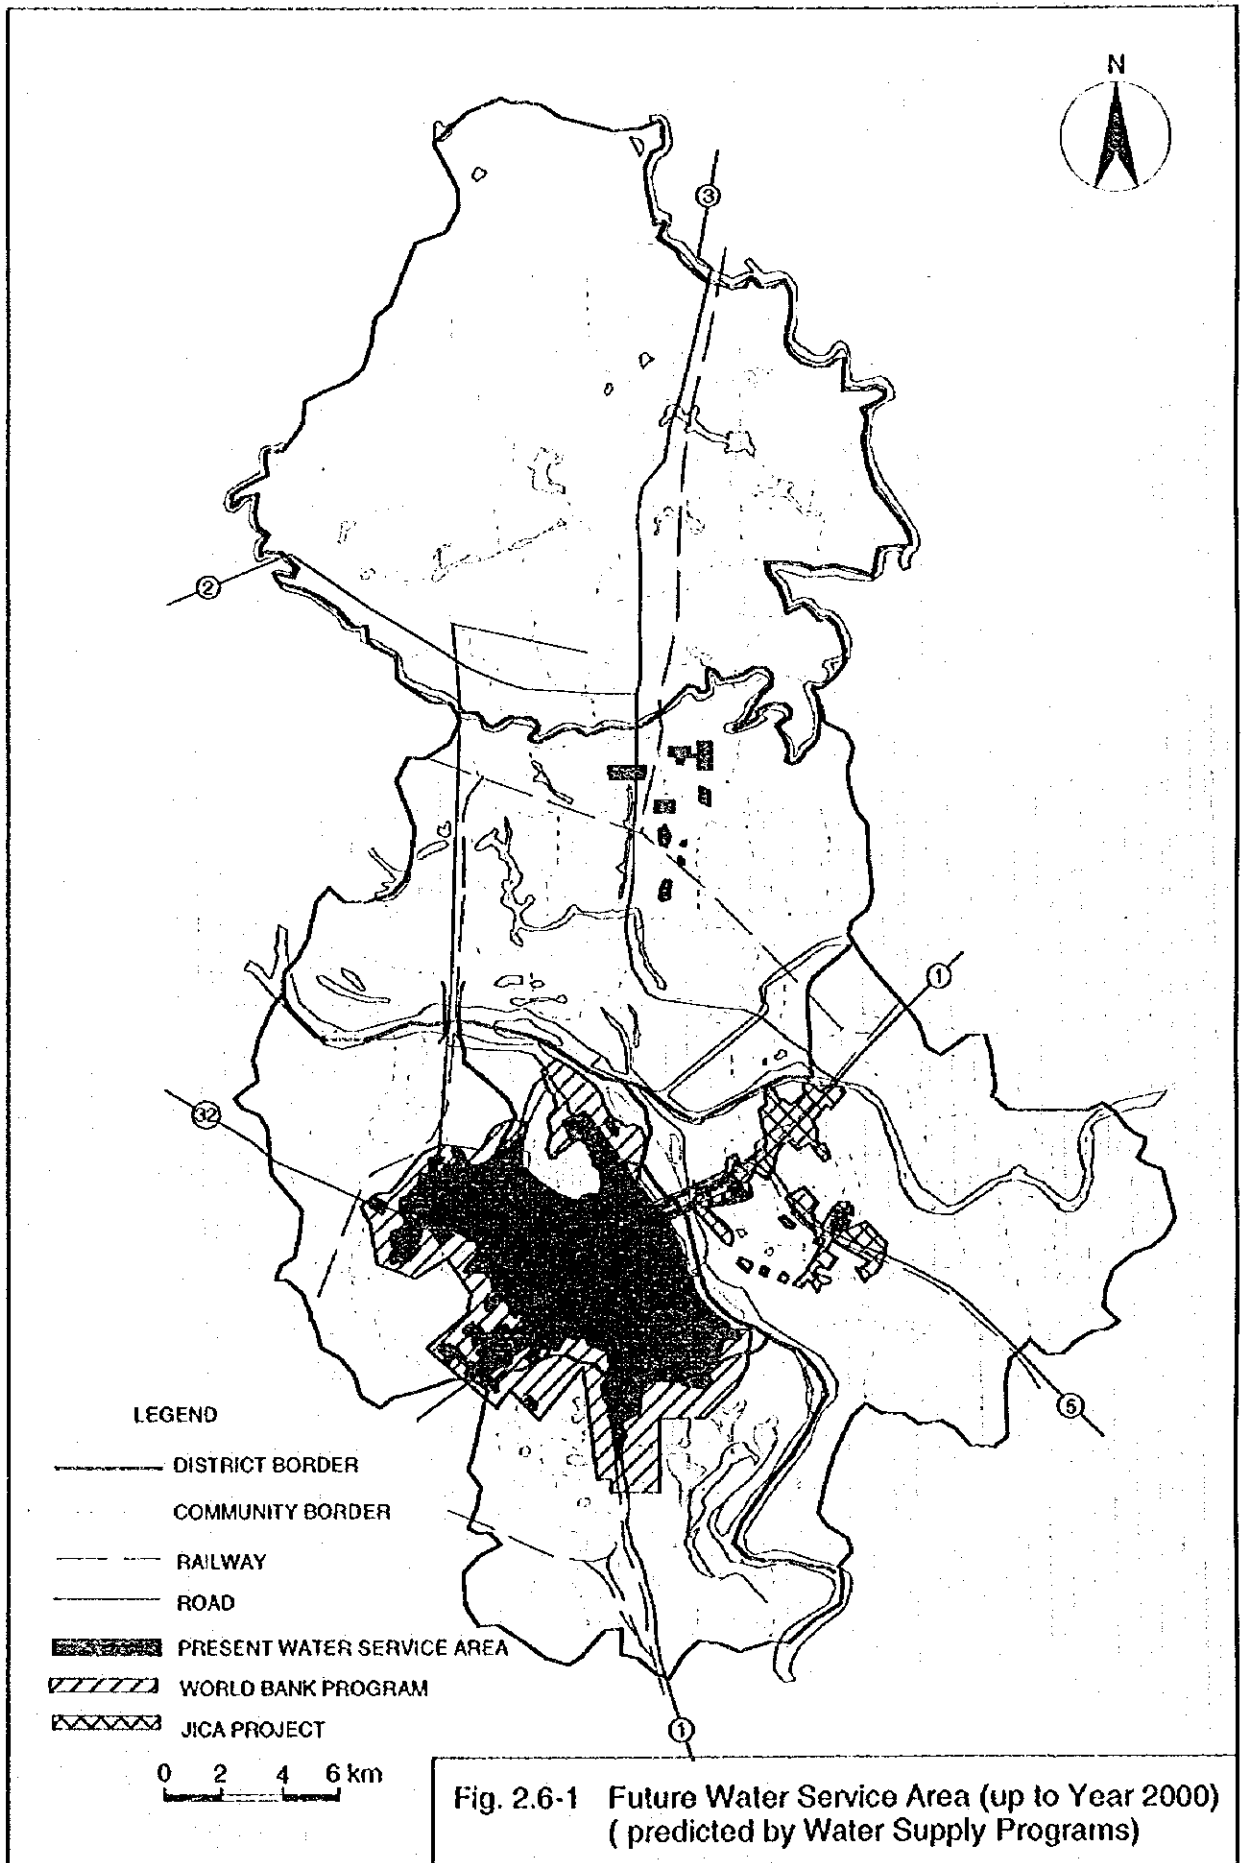 N
3
2
1
32
5
LEGEND
DISTRICT BORDER
COMMUNITY BORDER
RAILWAY
ROAD
PRESENT WATER SERVICE AREA
WORLD BANK PROGRAM
JICA PROJECT
1
0 2 4 6 km
Fig. 2.6-1 Future Water Service Area (up to Year 2000)
( predicted by Water Supply Programs)